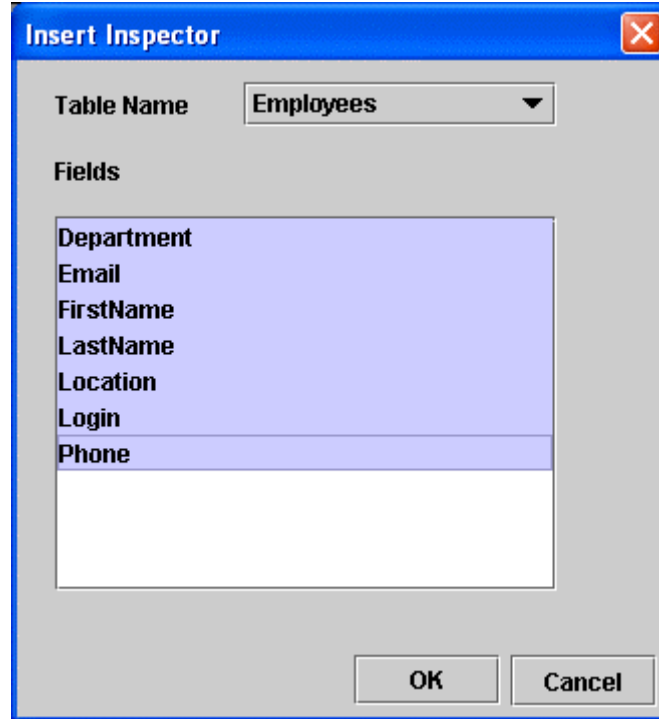 Insert Inspector
Table Name Employees
Fields
Department
Email
FirstName
LastName
Location
Login
Phone
OK Cancel